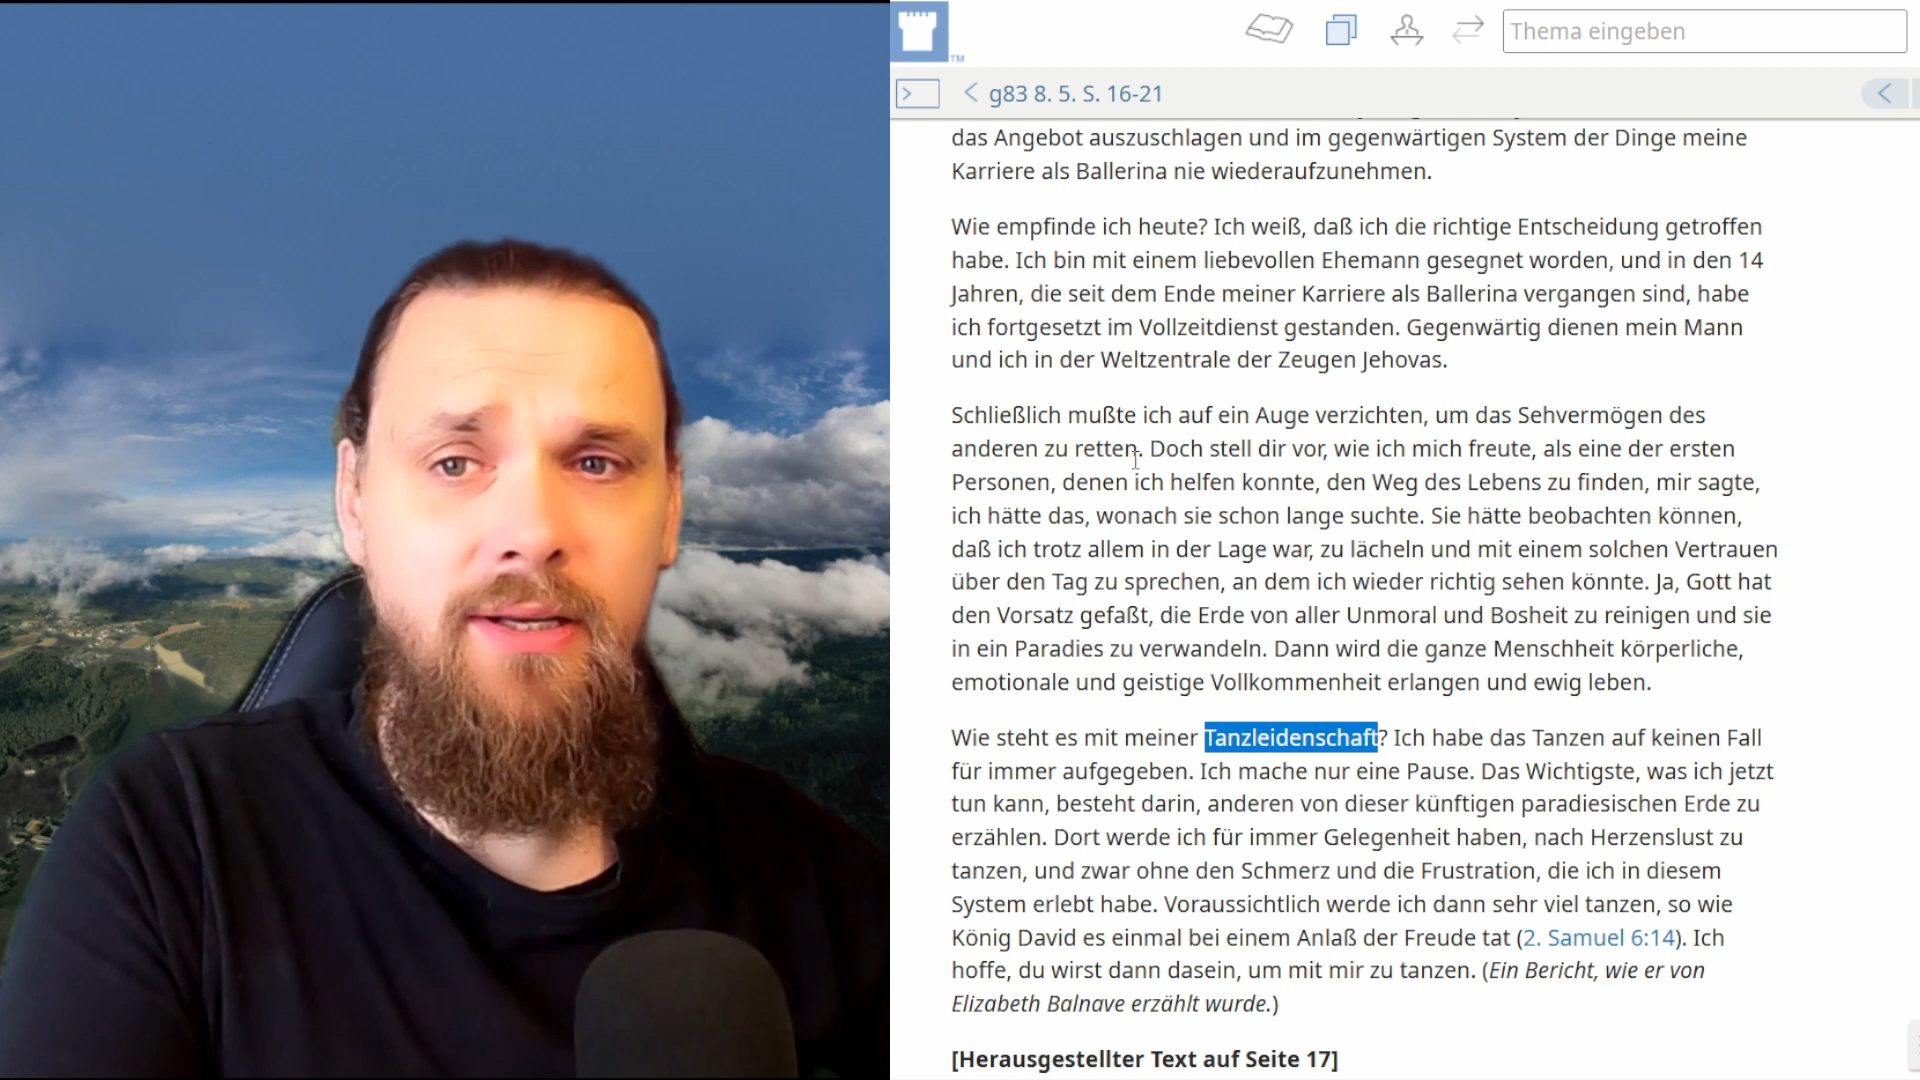 TM
Thema eingeben
g83 8. 5. S. 16-21
das Angebot auszuschlagen und im gegenwärtigen System der Dinge meine
Karriere als Ballerina nie wiederaufzunehmen.
Wie empfinde ich heute? Ich weiß, daß ich die richtige Entscheidung getroffen
habe. Ich bin mit einem liebevollen Ehemann gesegnet worden, und in den 14
Jahren, die seit dem Ende meiner Karriere als Ballerina vergangen sind, habe
ich fortgesetzt im Vollzeitdienst gestanden. Gegenwärtig dienen mein Mann
und ich in der Weltzentrale der Zeugen Jehovas.
Schließlich mußte ich auf ein Auge verzichten, um das Sehvermögen des
anderen zu retten. Doch stell dir vor, wie ich mich freute, als eine der ersten
Personen, denen ich helfen konnte, den Weg des Lebens zu finden, mir sagte,
ich hätte das, wonach sie schon lange suchte. Sie hätte beobachten können,
daß ich trotz allem in der Lage war, zu lächeln und mit einem solchen Vertrauen
über den Tag zu sprechen, an dem ich wieder richtig sehen könnte. Ja, Gott hat
den Vorsatz gefaßt, die Erde von aller Unmoral und Bosheit zu reinigen und sie
in ein Paradies zu verwandeln. Dann wird die ganze Menschheit körperliche,
emotionale und geistige Vollkommenheit erlangen und ewig leben.
Wie steht es mit meiner Tanzleidenschaft? Ich habe das Tanzen auf keinen Fall
für immer aufgegeben. Ich mache nur eine Pause. Das Wichtigste, was ich jetzt
tun kann, besteht darin, anderen von dieser künftigen paradiesischen Erde zu
erzählen. Dort werde ich für immer Gelegenheit haben, nach Herzenslust zu
tanzen, und zwar ohne den Schmerz und die Frustration, die ich in diesem
System erlebt habe. Voraussichtlich werde ich dann sehr viel tanzen, so wie
König David es einmal bei einem Anlaß der Freude tat (2. Samuel 6:14). Ich
hoffe, du wirst dann dasein, um mit mir zu tanzen. (Ein Bericht, wie er von
Elizabeth Balnave erzählt wurde.)
[Herausgestellter Text auf Seite 17]